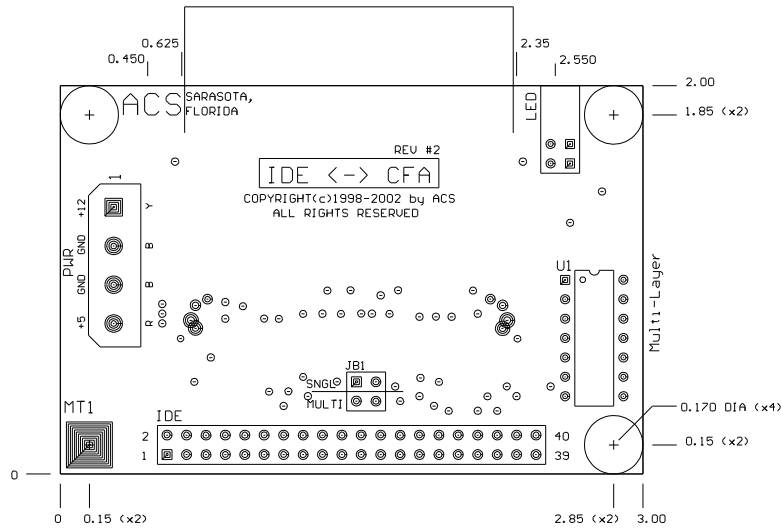 0.625
2.35
0.450
2.550
2.00
ACS SARASOTA,
FLORIDA
LED
1.85 (x2)
REV #2
IDE <-> CFA
COPYRIGHT(c)1998-2002 by ACS
ALL RIGHTS RESERVED
1
+12
Y
GND
B
PWR
GND
B
+5
R
U1
Multi-Layer
JB1
SNGL
MULTI
MT1
IDE
0.170 DIA (x4)
2
40
0.15 (x2)
1
39
0
0
0.15 (x2)
2.85 (x2)
3.00